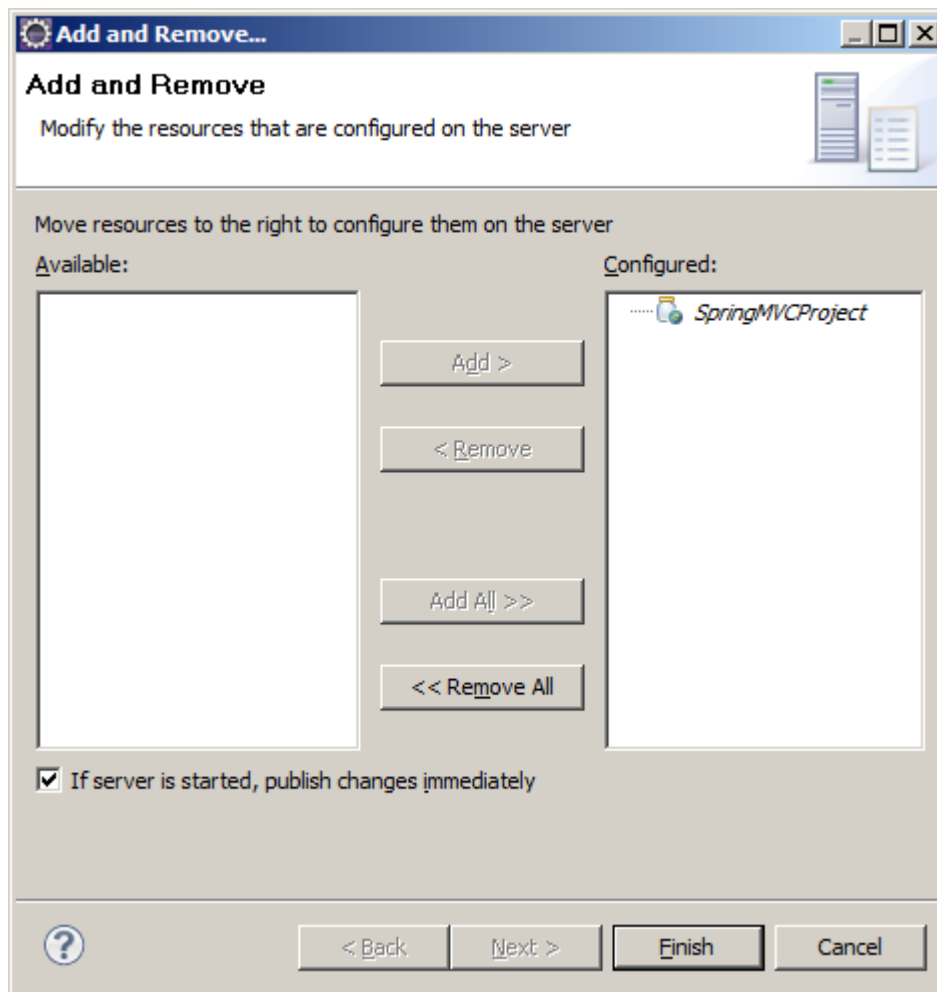 Add and Remove...
Add and Remove
Modify the resources that are configured on the server
Move resources to the right to configure them on the server
Available:
Configured:
SpringMVCProject
Add >
< Remove
Add All >>
<< Remove All
If server is started, publish changes immediately
?
< Back
Next >
Finish
Cancel